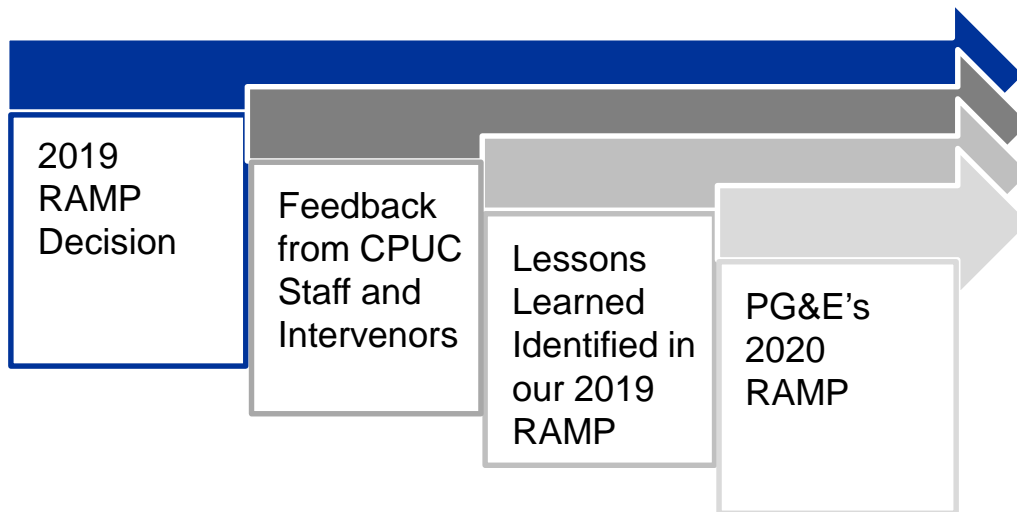 2019
RAMP
Decision
Feedback
from CPUC
Staff and
Intervenors
Lessons
Learned
Identified in
our 2019
RAMP
PG&E’s
2020
RAMP